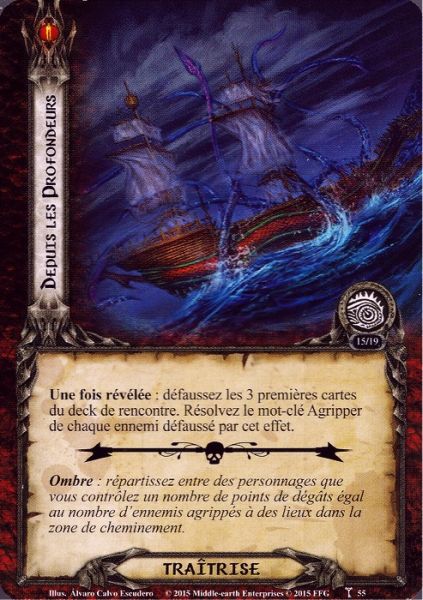 Depuis les Profondeurs
15/19
Une fois révélée : défaussez les 3 premières cartes
du deck de rencontre. Résolvez le mot-clé Agripper
de chaque ennemi défaussé par cet effet.
Ombre : répartissez entre des personnages que
vous contrôlez un nombre de points de dégâts égal
au nombre d'ennemis agrippés à des lieux dans la
zone de cheminement.
TRAÎTRISE
Illus. Álvaro Calvo Escudero © 2015 Middle-earth Enterprises © 2015 FFG 55